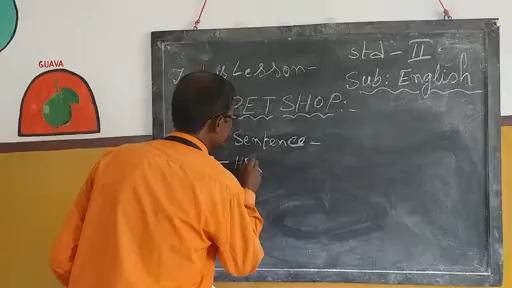 GUAVA
std - II
Lesson-
Sub: English
PET SHOP:-
Sentence -